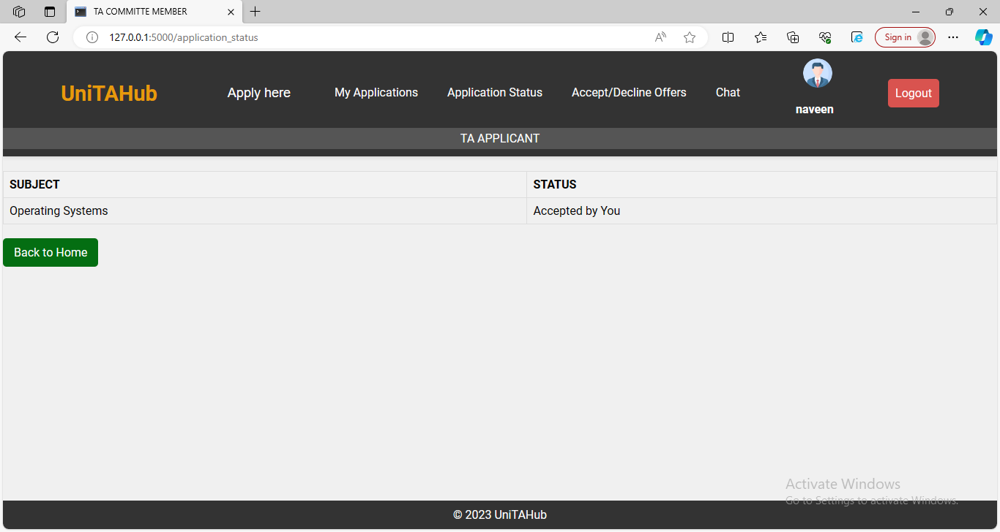 TA COMMITTE MEMBER
127.0.0.1:5000/application_status
Sign in
UniTAHub
Apply here
My Applications
Application Status
Accept/Decline Offers
Chat
naveen
Logout
TA APPLICANT
SUBJECT STATUS
Operating Systems Accepted by You
Back to Home
Activate Windows
Go to Settings to activate Windows.
© 2023 UniTAHub